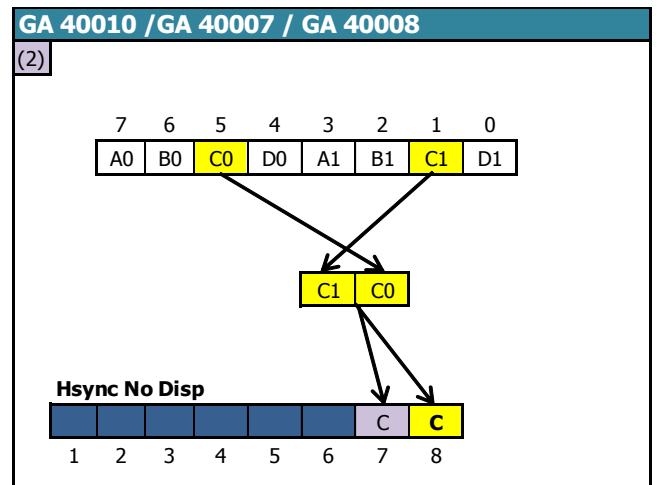 GA 40010 /GA 40007 / GA 40008
(2)
7 6 5 4 3 2 1 0
A0 B0 C0 D0 A1 B1 C1 D1
C1 C0
Hsync No Disp
C C
1 2 3 4 5 6 7 8